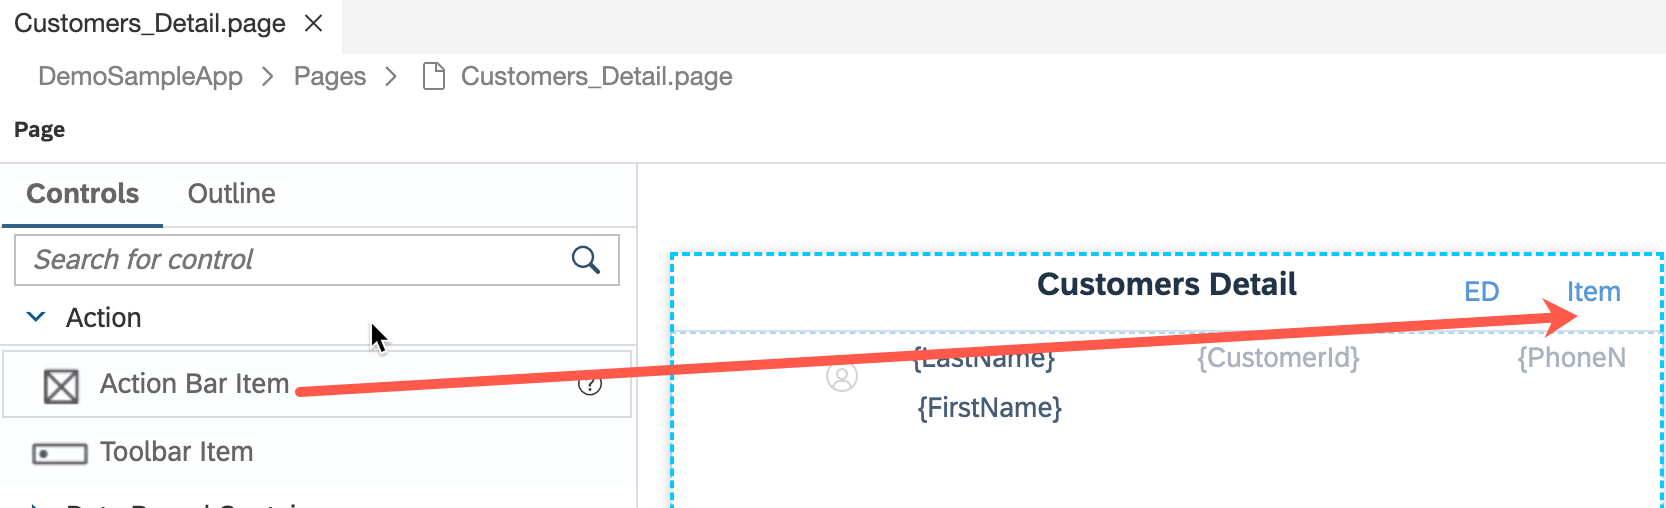 Customers_Detail.page
DemoSampleApp > Pages > Customers_Detail.page
Page
Controls Outline
Search for control
Action
Action Bar Item ?
Toolbar Item
Customers Detail ED Item
{LastName} {CustomerId} {PhoneN
{FirstName}